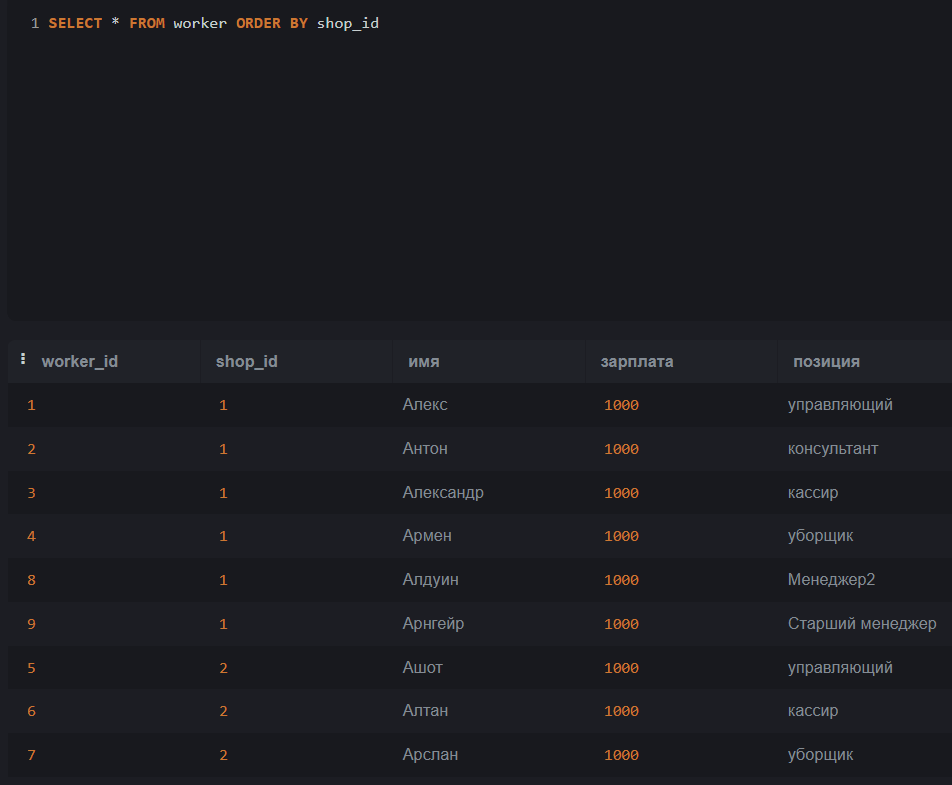 1 SELECT * FROM worker ORDER BY shop_id
worker_id shop_id имя зарплата позиция
1 1 Алекс 1000 управляющий
2 1 Антон 1000 консультант
3 1 Александр 1000 кассир
4 1 Армен 1000 уборщик
8 1 Алдуин 1000 Менеджер2
9 1 Арнгейр 1000 Старший менеджер
5 2 Ашот 1000 управляющий
6 2 Алтан 1000 кассир
7 2 Арслан 1000 уборщик